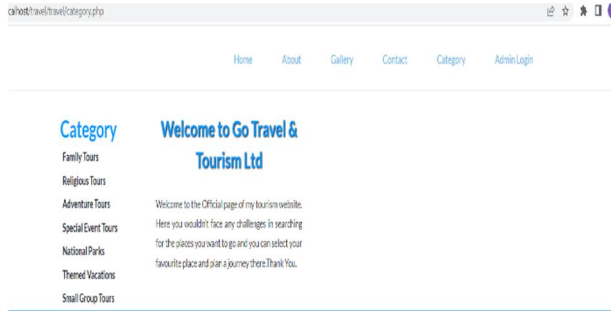 calhost/travel/travel/category.php
Home About Gallery Contact Category Admin Login
Category
Family Tours
Religious Tours
Adventure Tours
Special Event Tours
National Parks
Themed Vacations
Small Group Tours
Welcome to Go Travel &
Tourism Ltd
Welcome to the Official page of my tourism website.
Here you wouldn't face any challenges in searching
for the places you want to go and you can select your
favourite place and plan a journey there.Thank You.